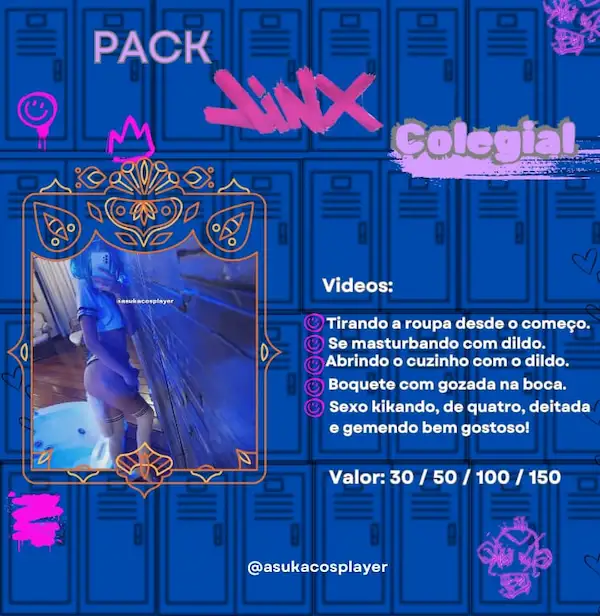 PACK
JINX
Colegial
@asukacosplayer
Videos:
Tirando a roupa desde o começo.
Se masturbando com dildo.
Abrindo o cuzinho com o dildo.
Boquete com gozada na boca.
Sexo kikando, de quatro, deitada
e gemendo bem gostoso!
Valor: 30 / 50 / 100 / 150
@asukacosplayer